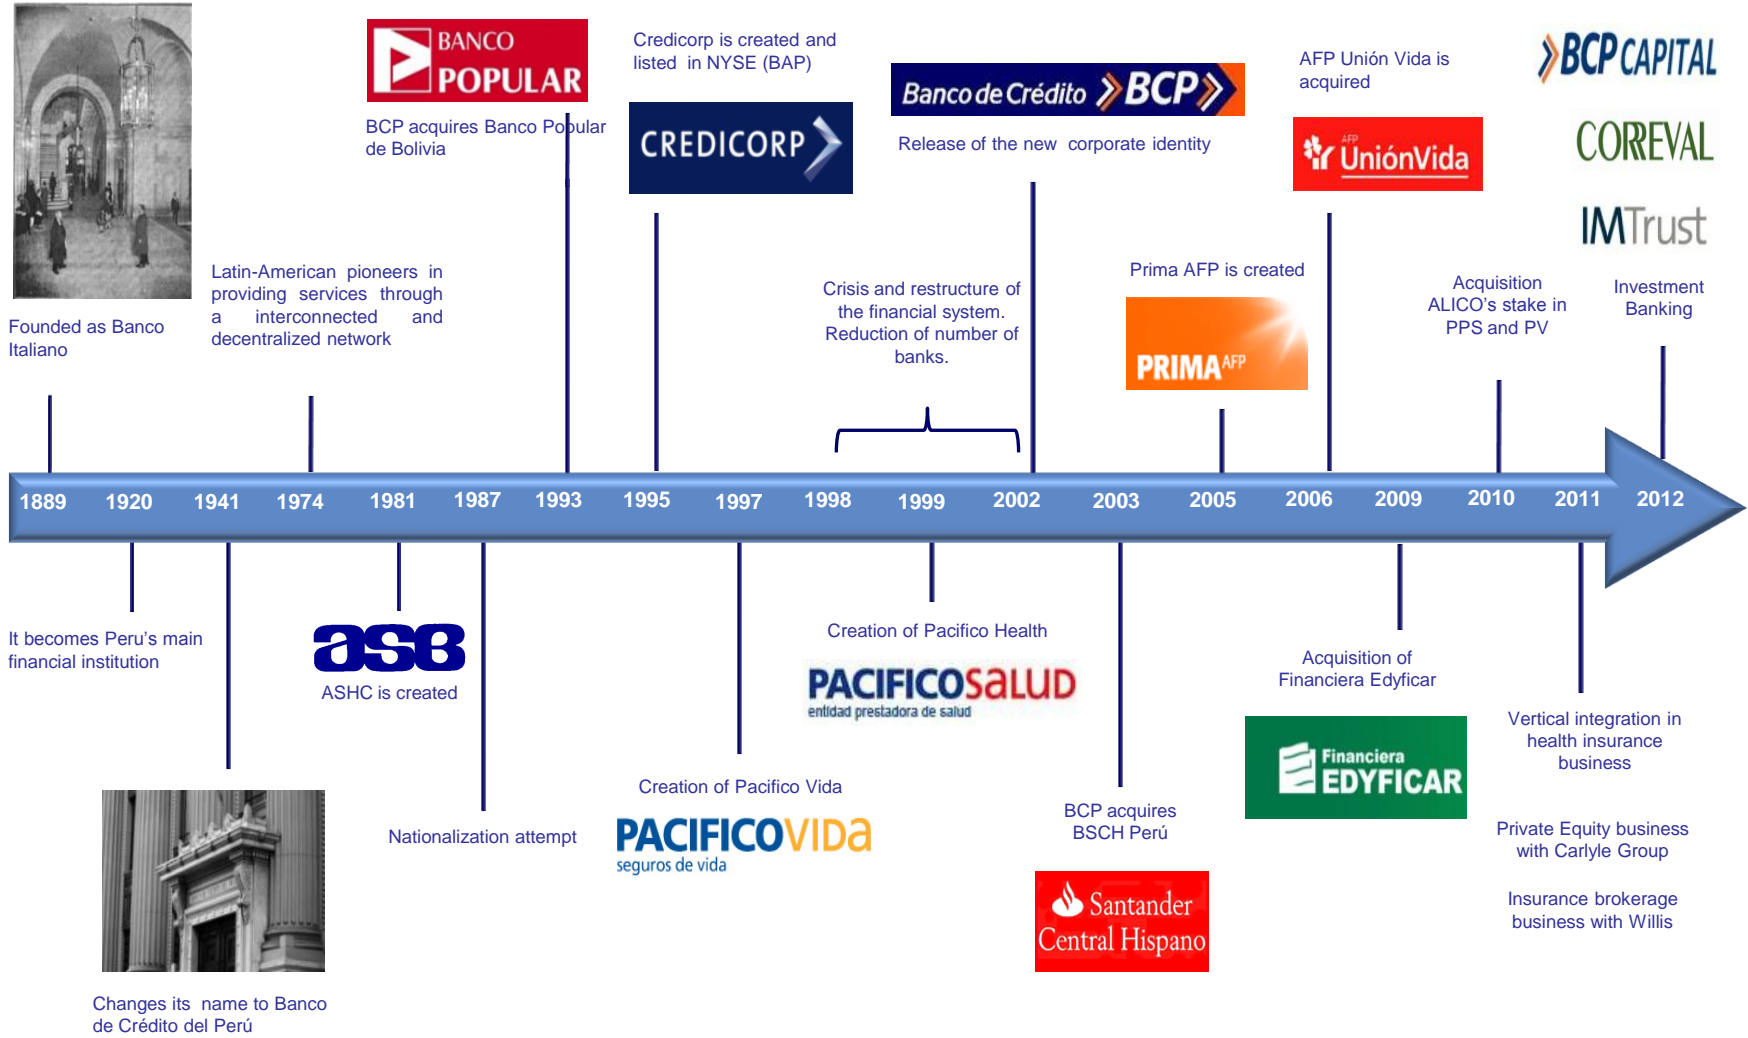 Founded as Banco
Italiano
Latin-American pioneers in
providing services through
a interconnected and
decentralized network
BANCO
POPULAR
BCP acquires Banco Popular
de Bolivia
Credicorp is created and
listed in NYSE (BAP)
CREDICORP
Crisis and restructure of
the financial system.
Reduction of number of
banks.
Banco de Crédito BCP
Release of the new corporate identity
Prima AFP is created
PRIMA AFP
AFP Unión Vida is
acquired
AFP
UniónVida
Acquisition
ALICO's stake in
PPS and PV
BCP CAPITAL
CORREVAL
IMTrust
Investment
Banking
1889 1920 1941 1974 1981 1987 1993 1995 1997 1998 1999 2002 2003 2005 2006 2009 2010 2011 2012
It becomes Peru's main
financial institution
Changes its name to Banco
de Crédito del Perú
asb
ASHC is created
Nationalization attempt
Creation of Pacifico Vida
PACIFICOVIDa
seguros de vida
Creation of Pacifico Health
PACIFICOSaLUD
entidad prestadora de salud
BCP acquires
BSCH Perú
Santander
Central Hispano
Acquisition of
Financiera Edyficar
Financiera
EDYFICAR
Vertical integration in
health insurance
business
Private Equity business
with Carlyle Group
Insurance brokerage
business with Willis